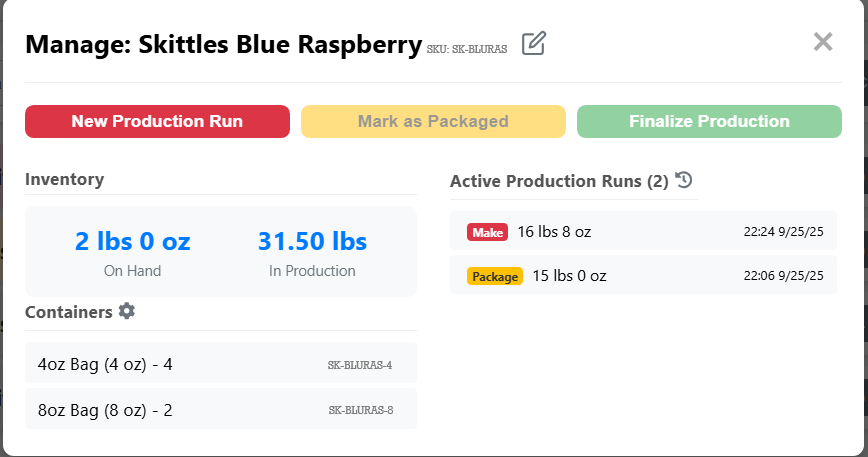 Manage: Skittles Blue Raspberry SKU: SK-BLURAS
New Production Run
Mark as Packaged
Finalize Production
Inventory
2 lbs 0 oz
On Hand
31.50 lbs
In Production
Containers
4oz Bag (4 oz) - 4 SK-BLURAS-4
8oz Bag (8 oz) - 2 SK-BLURAS-8
Active Production Runs (2)
Make 16 lbs 8 oz 22:24 9/25/25
Package 15 lbs 0 oz 22:06 9/25/25